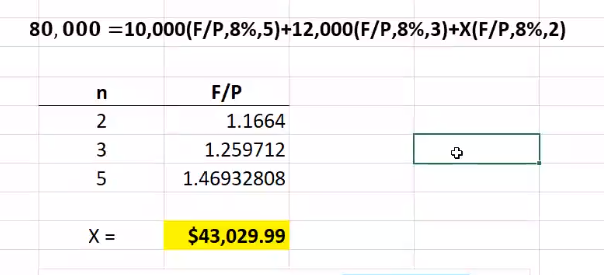 80,000 =10,000(F/P,8%,5)+12,000(F/P,8%,3)+X(F/P,8%,2)
n F/P
2 1.1664
3 1.259712
5 1.46932808
X = $43,029.99